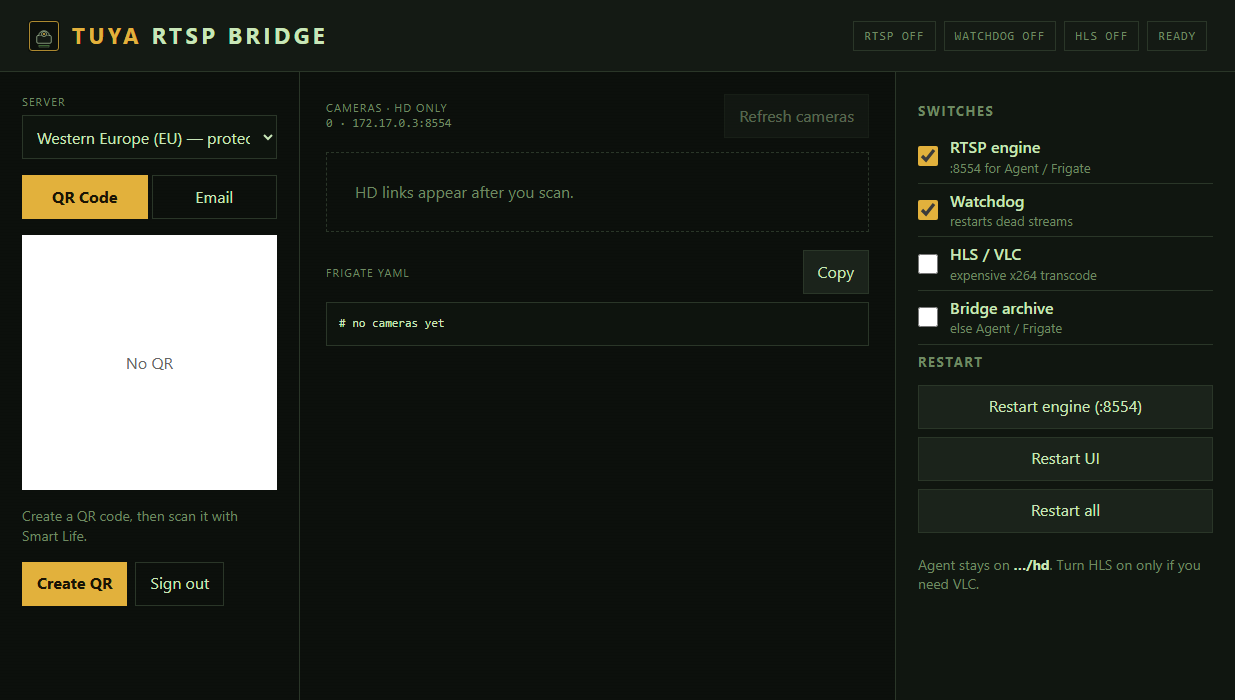 TUYA RTSP BRIDGE
RTSP OFF
WATCHDOG OFF
HLS OFF
READY
SERVER
Western Europe (EU) — protec
QR Code
Email
No QR
Create a QR code, then scan it with
Smart Life.
Create QR
Sign out
CAMERAS · HD ONLY
0 · 172.17.0.3:8554
Refresh cameras
HD links appear after you scan.
FRIGATE YAML
Copy
# no cameras yet
SWITCHES
RTSP engine
:8554 for Agent / Frigate
Watchdog
restarts dead streams
HLS / VLC
expensive x264 transcode
Bridge archive
else Agent / Frigate
RESTART
Restart engine (:8554)
Restart UI
Restart all
Agent stays on .../hd. Turn HLS on only if you
need VLC.